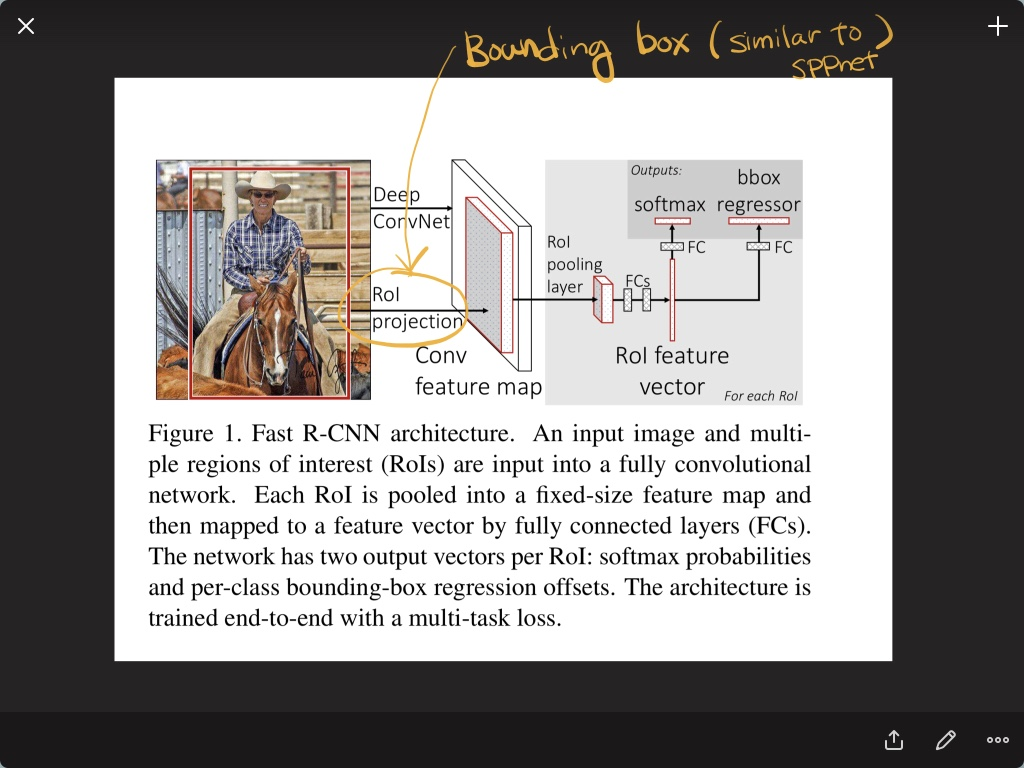 Bounding box (similar to)
SPPnet
Deep
ConvNet
RoI
projection
Conv
feature map
RoI
pooling
layer
FCs
Outputs:
softmax
bbox
regressor
FC
FC
RoI feature
vector
For each RoI
Figure 1. Fast R-CNN architecture. An input image and multi-
ple regions of interest (RoIs) are input into a fully convolutional
network. Each RoI is pooled into a fixed-size feature map and
then mapped to a feature vector by fully connected layers (FCs).
The network has two output vectors per RoI: softmax probabilities
and per-class bounding-box regression offsets. The architecture is
trained end-to-end with a multi-task loss.